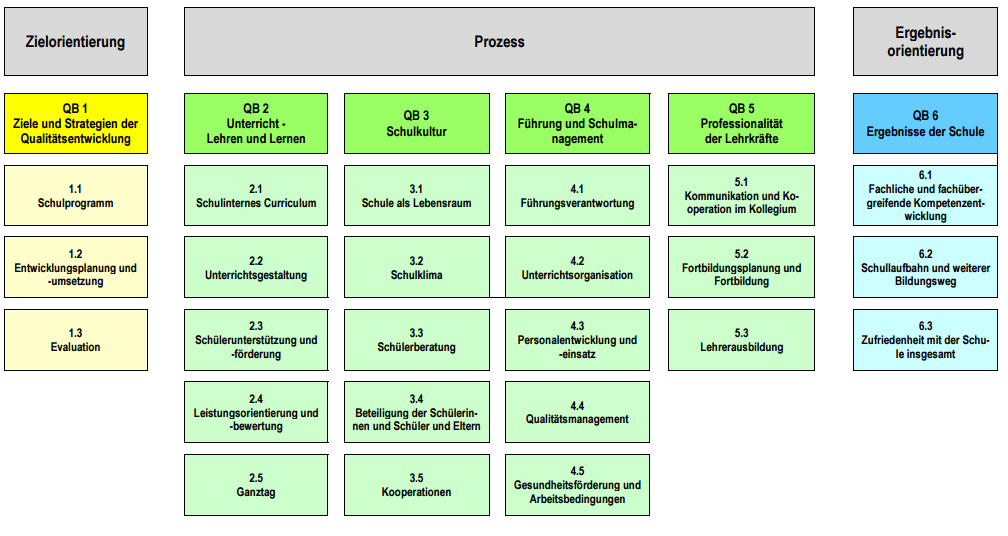 Zielorientierung
Prozess
Ergebnis-
orientierung
QB 1
Ziele und Strategien der
Qualitätsentwicklung
QB 2
Unterricht -
Lehren und Lernen
QB 3
Schulkultur
QB 4
Führung und Schulma-
nagement
QB 5
Professionalität
der Lehrkräfte
QB 6
Ergebnisse der Schule
1.1
Schulprogramm
2.1
Schulinternes Curriculum
3.1
Schule als Lebensraum
4.1
Führungsverantwortung
5.1
Kommunikation und Ko-
operation im Kollegium
6.1
Fachliche und fachüber-
greifende Kompetenzent-
wicklung
1.2
Entwicklungsplanung und
-umsetzung
2.2
Unterrichtsgestaltung
3.2
Schulklima
4.2
Unterrichtsorganisation
5.2
Fortbildungsplanung und
Fortbildung
6.2
Schullaufbahn und weiterer
Bildungsweg
1.3
Evaluation
2.3
Schülerunterstützung und
-förderung
3.3
Schülerberatung
4.3
Personalentwicklung und
-einsatz
5.3
Lehrerausbildung
6.3
Zufriedenheit mit der Schu-
le insgesamt
2.4
Leistungsorientierung und
-bewertung
3.4
Beteiligung der Schülerin-
nen und Schüler und Eltern
4.4
Qualitätsmanagement
2.5
Ganztag
3.5
Kooperationen
4.5
Gesundheitsförderung und
Arbeitsbedingungen